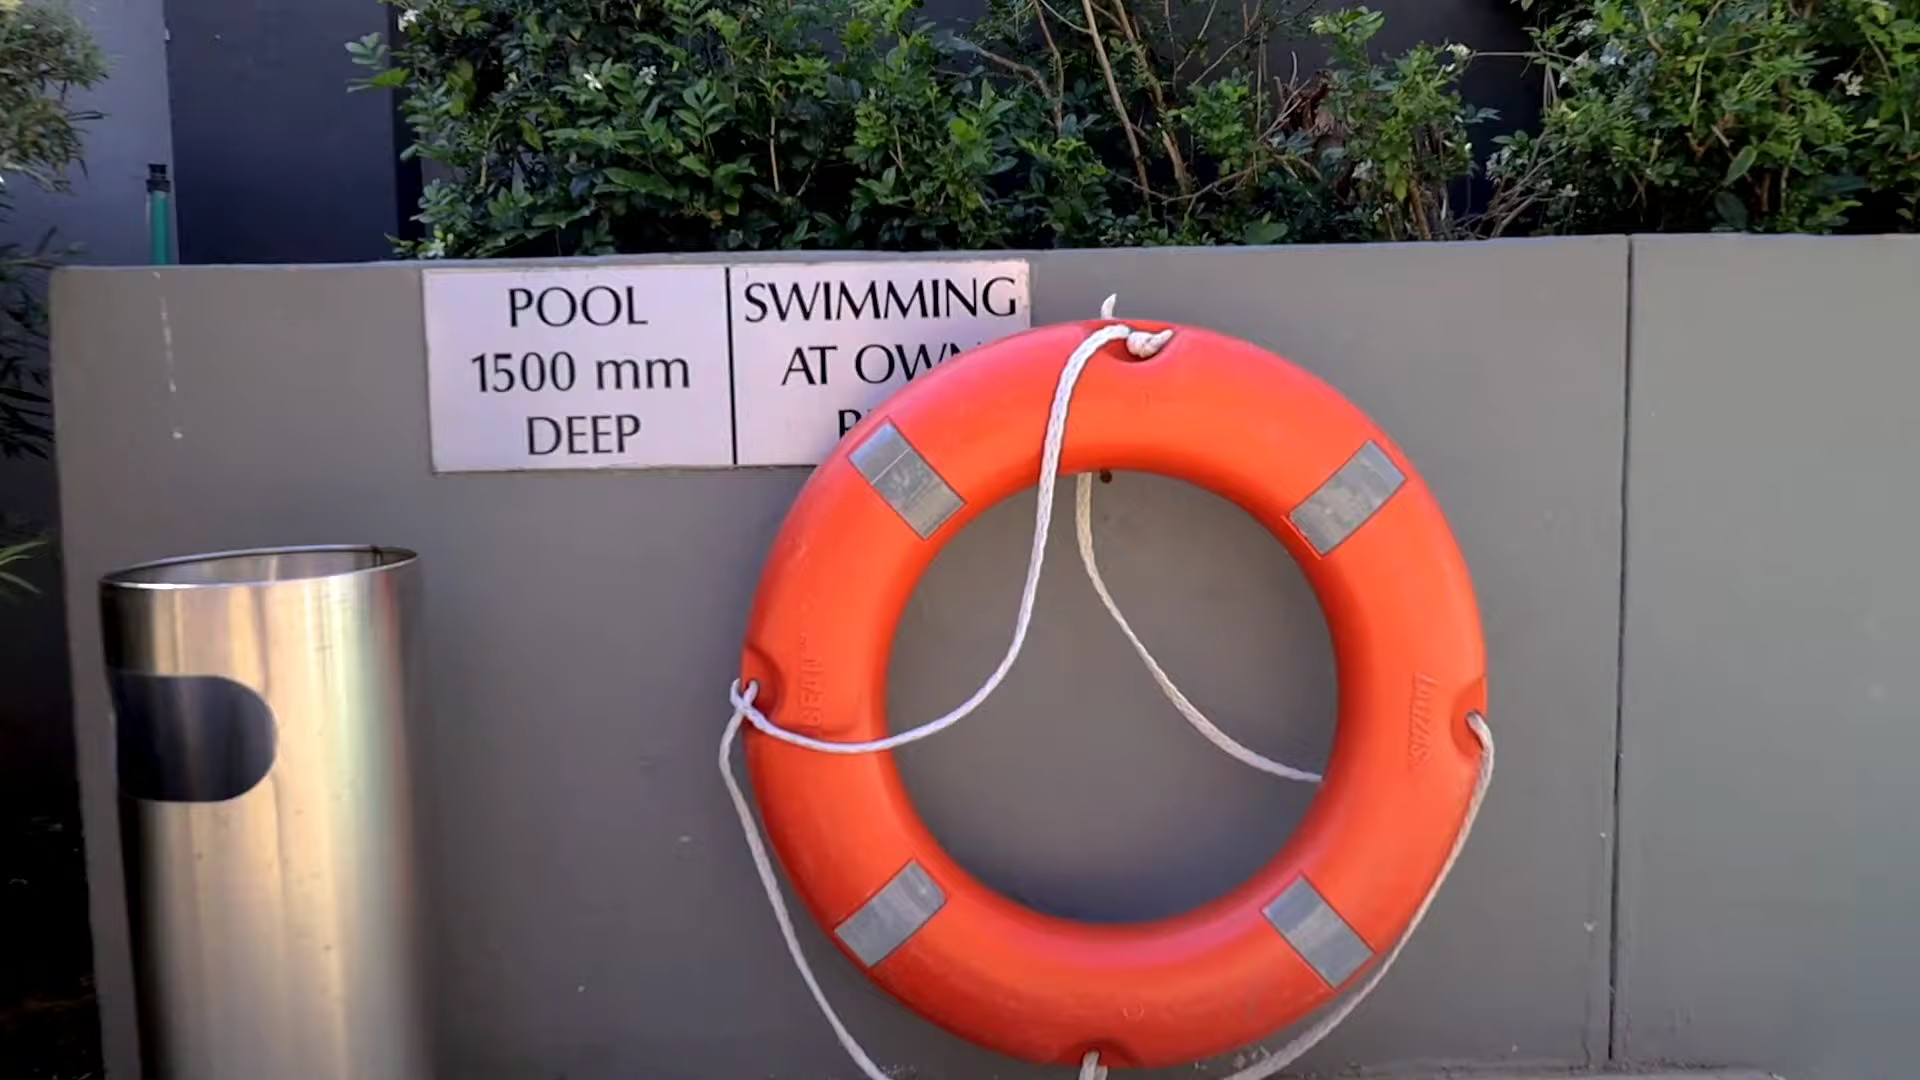 POOL
1500 mm
DEEP
SWIMMING
AT OWN